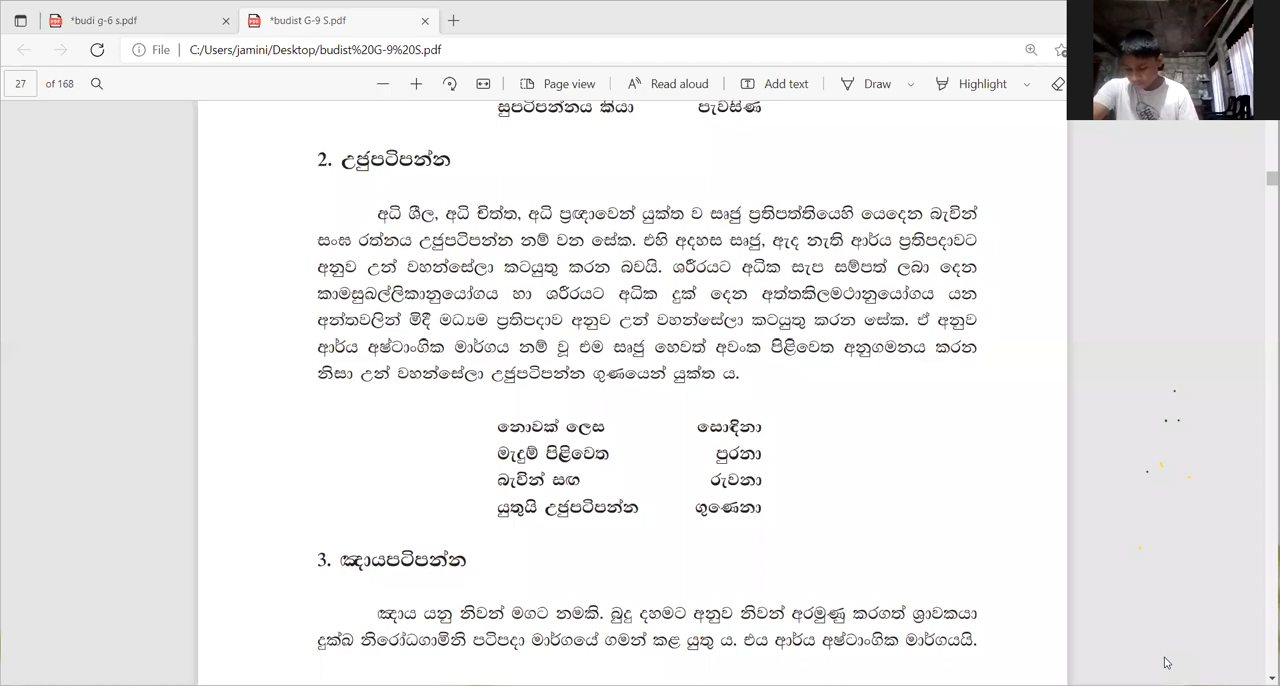 *budi g-6 s.pdf
*budist G-9 S.pdf
File | C:/Users/jamini/Desktop/budist%20G-9%20S.pdf
27 of 168
Page view
Read aloud
Add text
Draw
Highlight
සුපටිපන්නය කියා පැවසිණ
2. උජුපටිපන්න
අධි ශීල, අධි චිත්ත, අධි ප්‍රඥාවෙන් යුක්ත ව සෘජු ප්‍රතිපත්තියෙහි යෙදෙන බැවින්
සංඝ රත්නය උජුපටිපන්න නම් වන සේක. එහි අදහස සෘජු, ඇද නැති ආර්ය ප්‍රතිපදාවට
අනුව උන් වහන්සේලා කටයුතු කරන බවයි. ශරීරයට අධික සැප සම්පත් ලබා දෙන
කාමසුඛල්ලිකානුයෝගය හා ශරීරයට අධික දුක් දෙන අත්තකිලමථානුයෝගය යන
අන්තවලින් මිදී මධ්‍යම ප්‍රතිපදාව අනුව උන් වහන්සේලා කටයුතු කරන සේක. ඒ අනුව
ආර්ය අෂ්ටාංගික මාර්ගය නම් වූ එම සෘජු හෙවත් අවංක පිළිවෙත අනුගමනය කරන
නිසා උන් වහන්සේලා උජුපටිපන්න ගුණයෙන් යුක්ත ය.
නොවක් ලෙස සොඳිනා
මැදුම් පිළිවෙත පුරනා
බැවින් සඟ රුවනා
යුතුයි උජුපටිපන්න ගුණෙනා
3. ඤායපටිපන්න
ඤාය යනු නිවන් මගට නමකි. බුදු දහමට අනුව නිවන් අරමුණු කරගත් ශ්‍රාවකයා
දුක්ඛ නිරෝධගාමිනි පටිපදා මාර්ගයේ ගමන් කළ යුතු ය. එය ආර්ය අෂ්ටාංගික මාර්ගයයි.